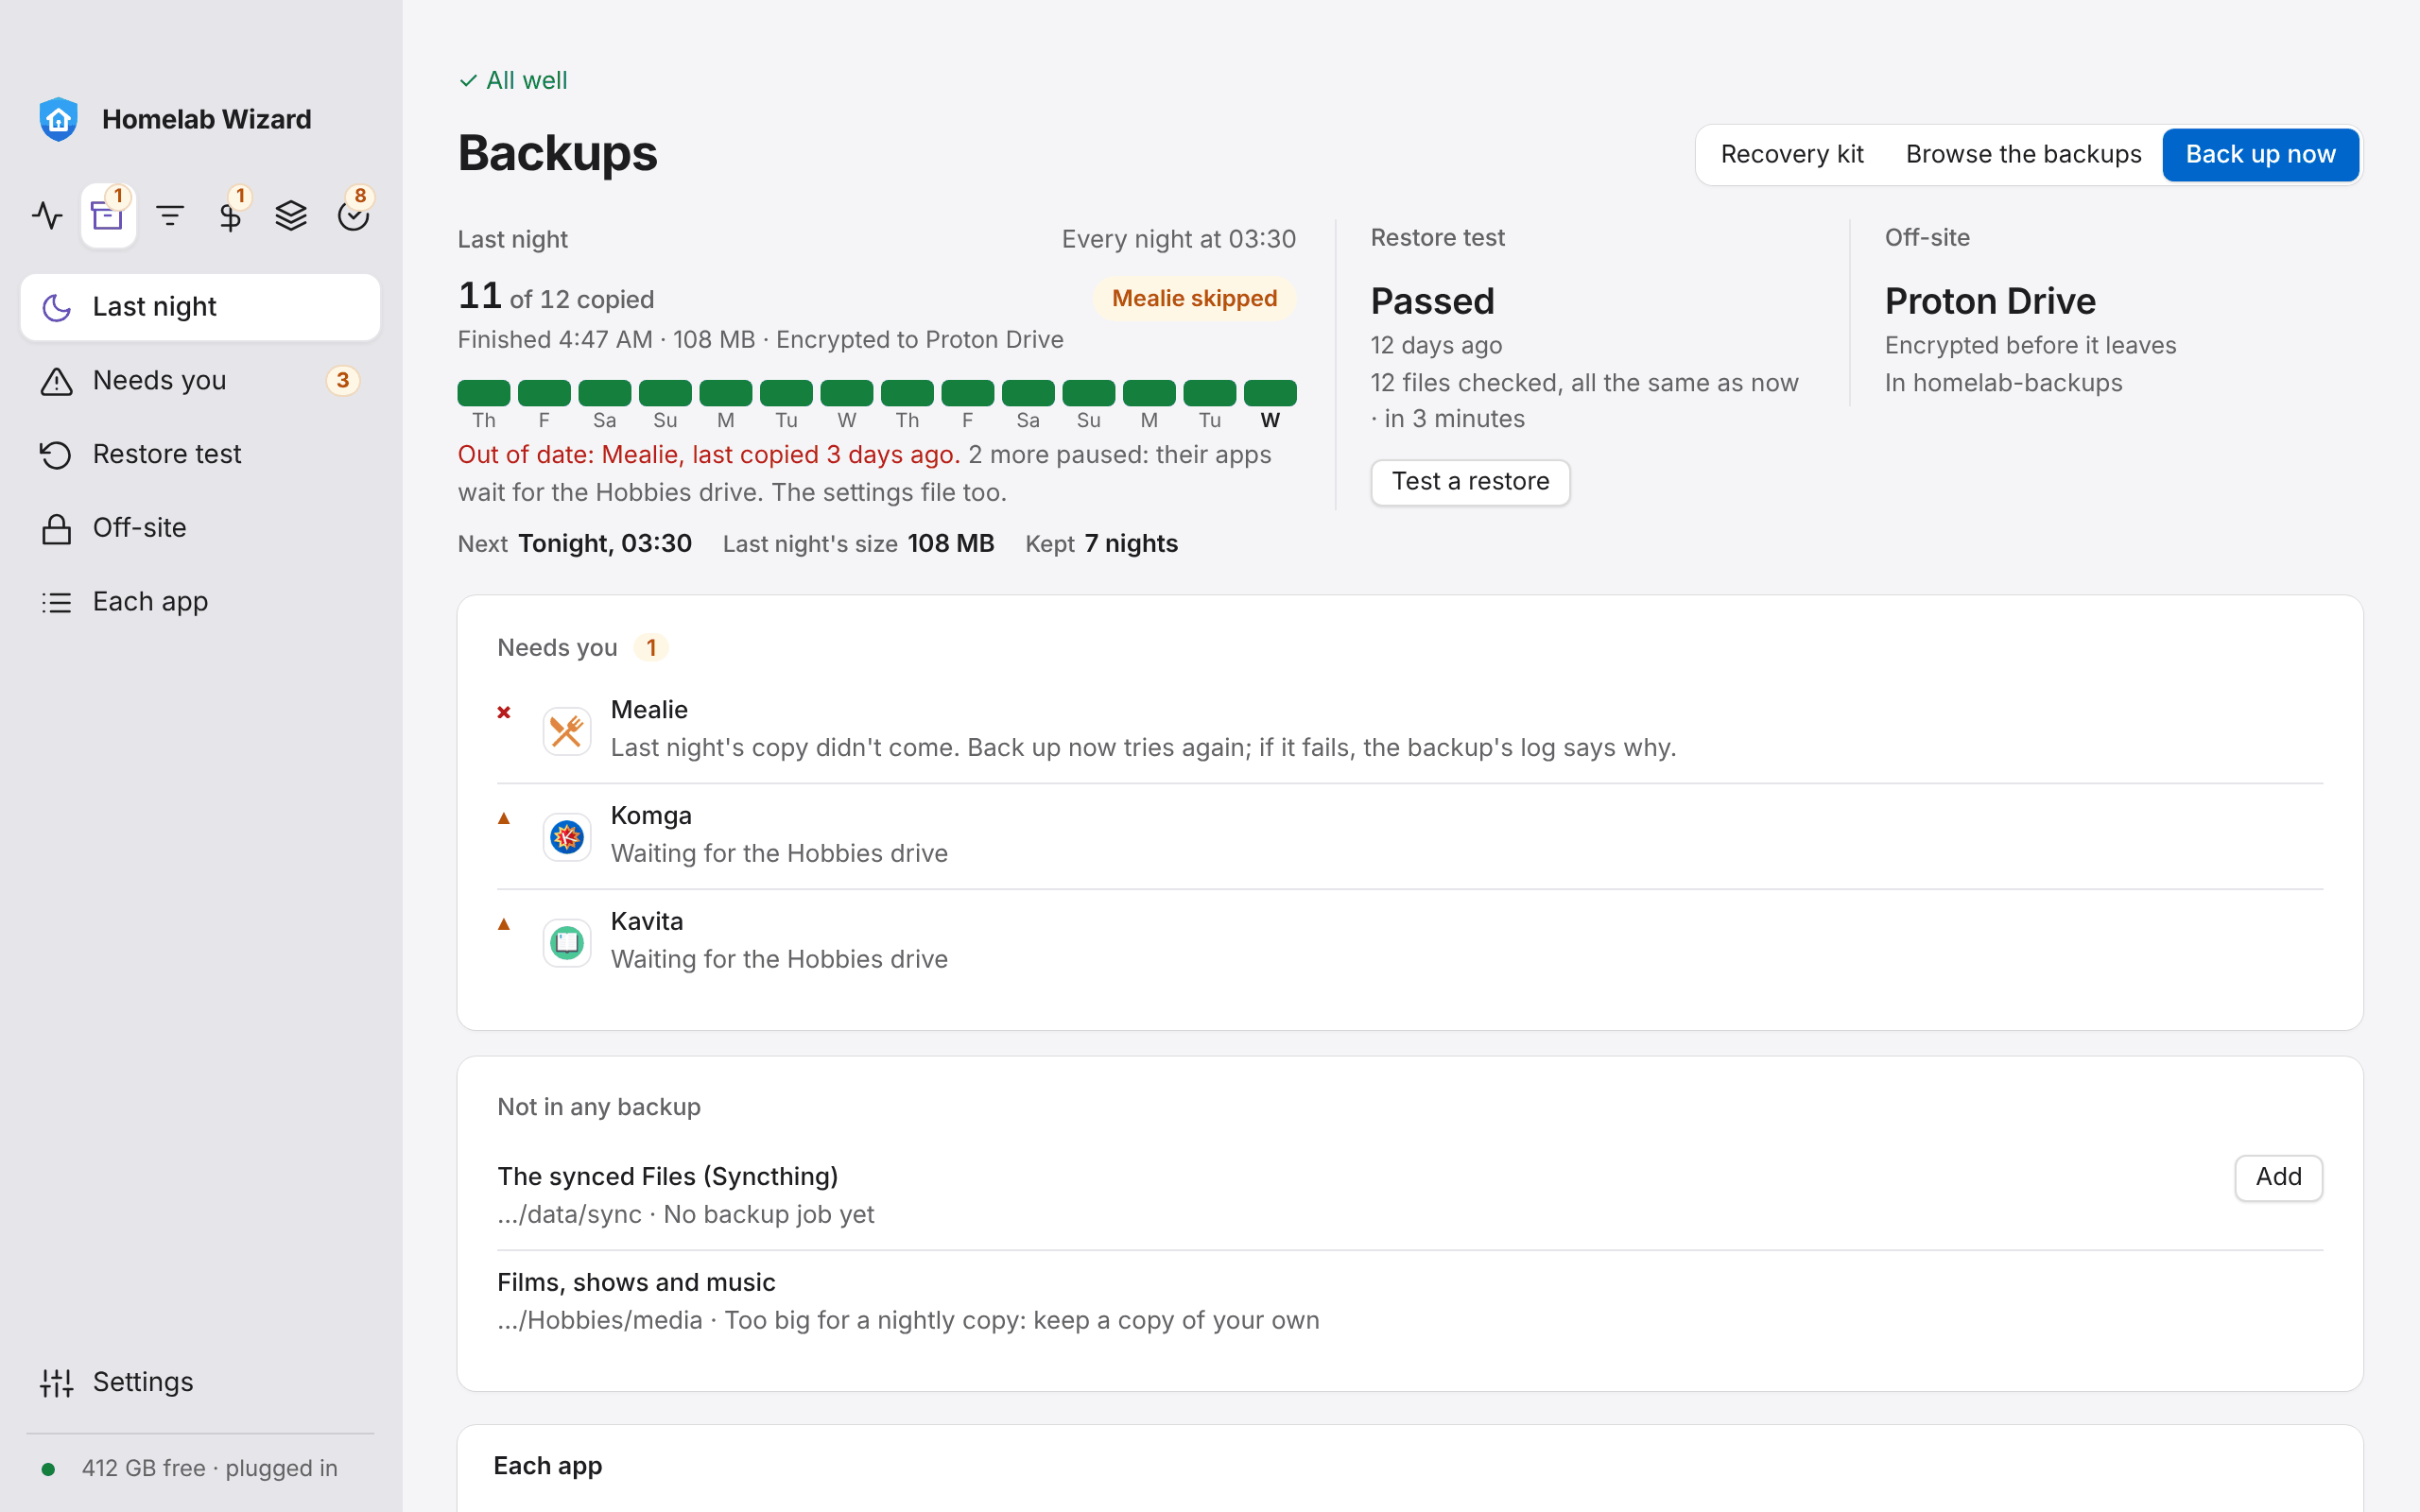 Homelab Wizard
1
1
8
Last night
Needs you
3
Restore test
Off-site
Each app
Settings
412 GB free · plugged in
All well
Backups
Recovery kit
Browse the backups
Back up now
Last night
Every night at 03:30
11 of 12 copied
Mealie skipped
Finished 4:47 AM · 108 MB · Encrypted to Proton Drive
Th F Sa Su M Tu W Th F Sa Su M Tu W
Out of date: Mealie, last copied 3 days ago. 2 more paused: their apps
wait for the Hobbies drive. The settings file too.
Next Tonight, 03:30 Last night's size 108 MB Kept 7 nights
Restore test
Passed
12 days ago
12 files checked, all the same as now
· in 3 minutes
Test a restore
Off-site
Proton Drive
Encrypted before it leaves
In homelab-backups
Needs you 1
Mealie
Last night's copy didn't come. Back up now tries again; if it fails, the backup's log says why.
Komga
Waiting for the Hobbies drive
Kavita
Waiting for the Hobbies drive
Not in any backup
The synced Files (Syncthing)
.../data/sync · No backup job yet
Add
Films, shows and music
.../Hobbies/media · Too big for a nightly copy: keep a copy of your own
Each app